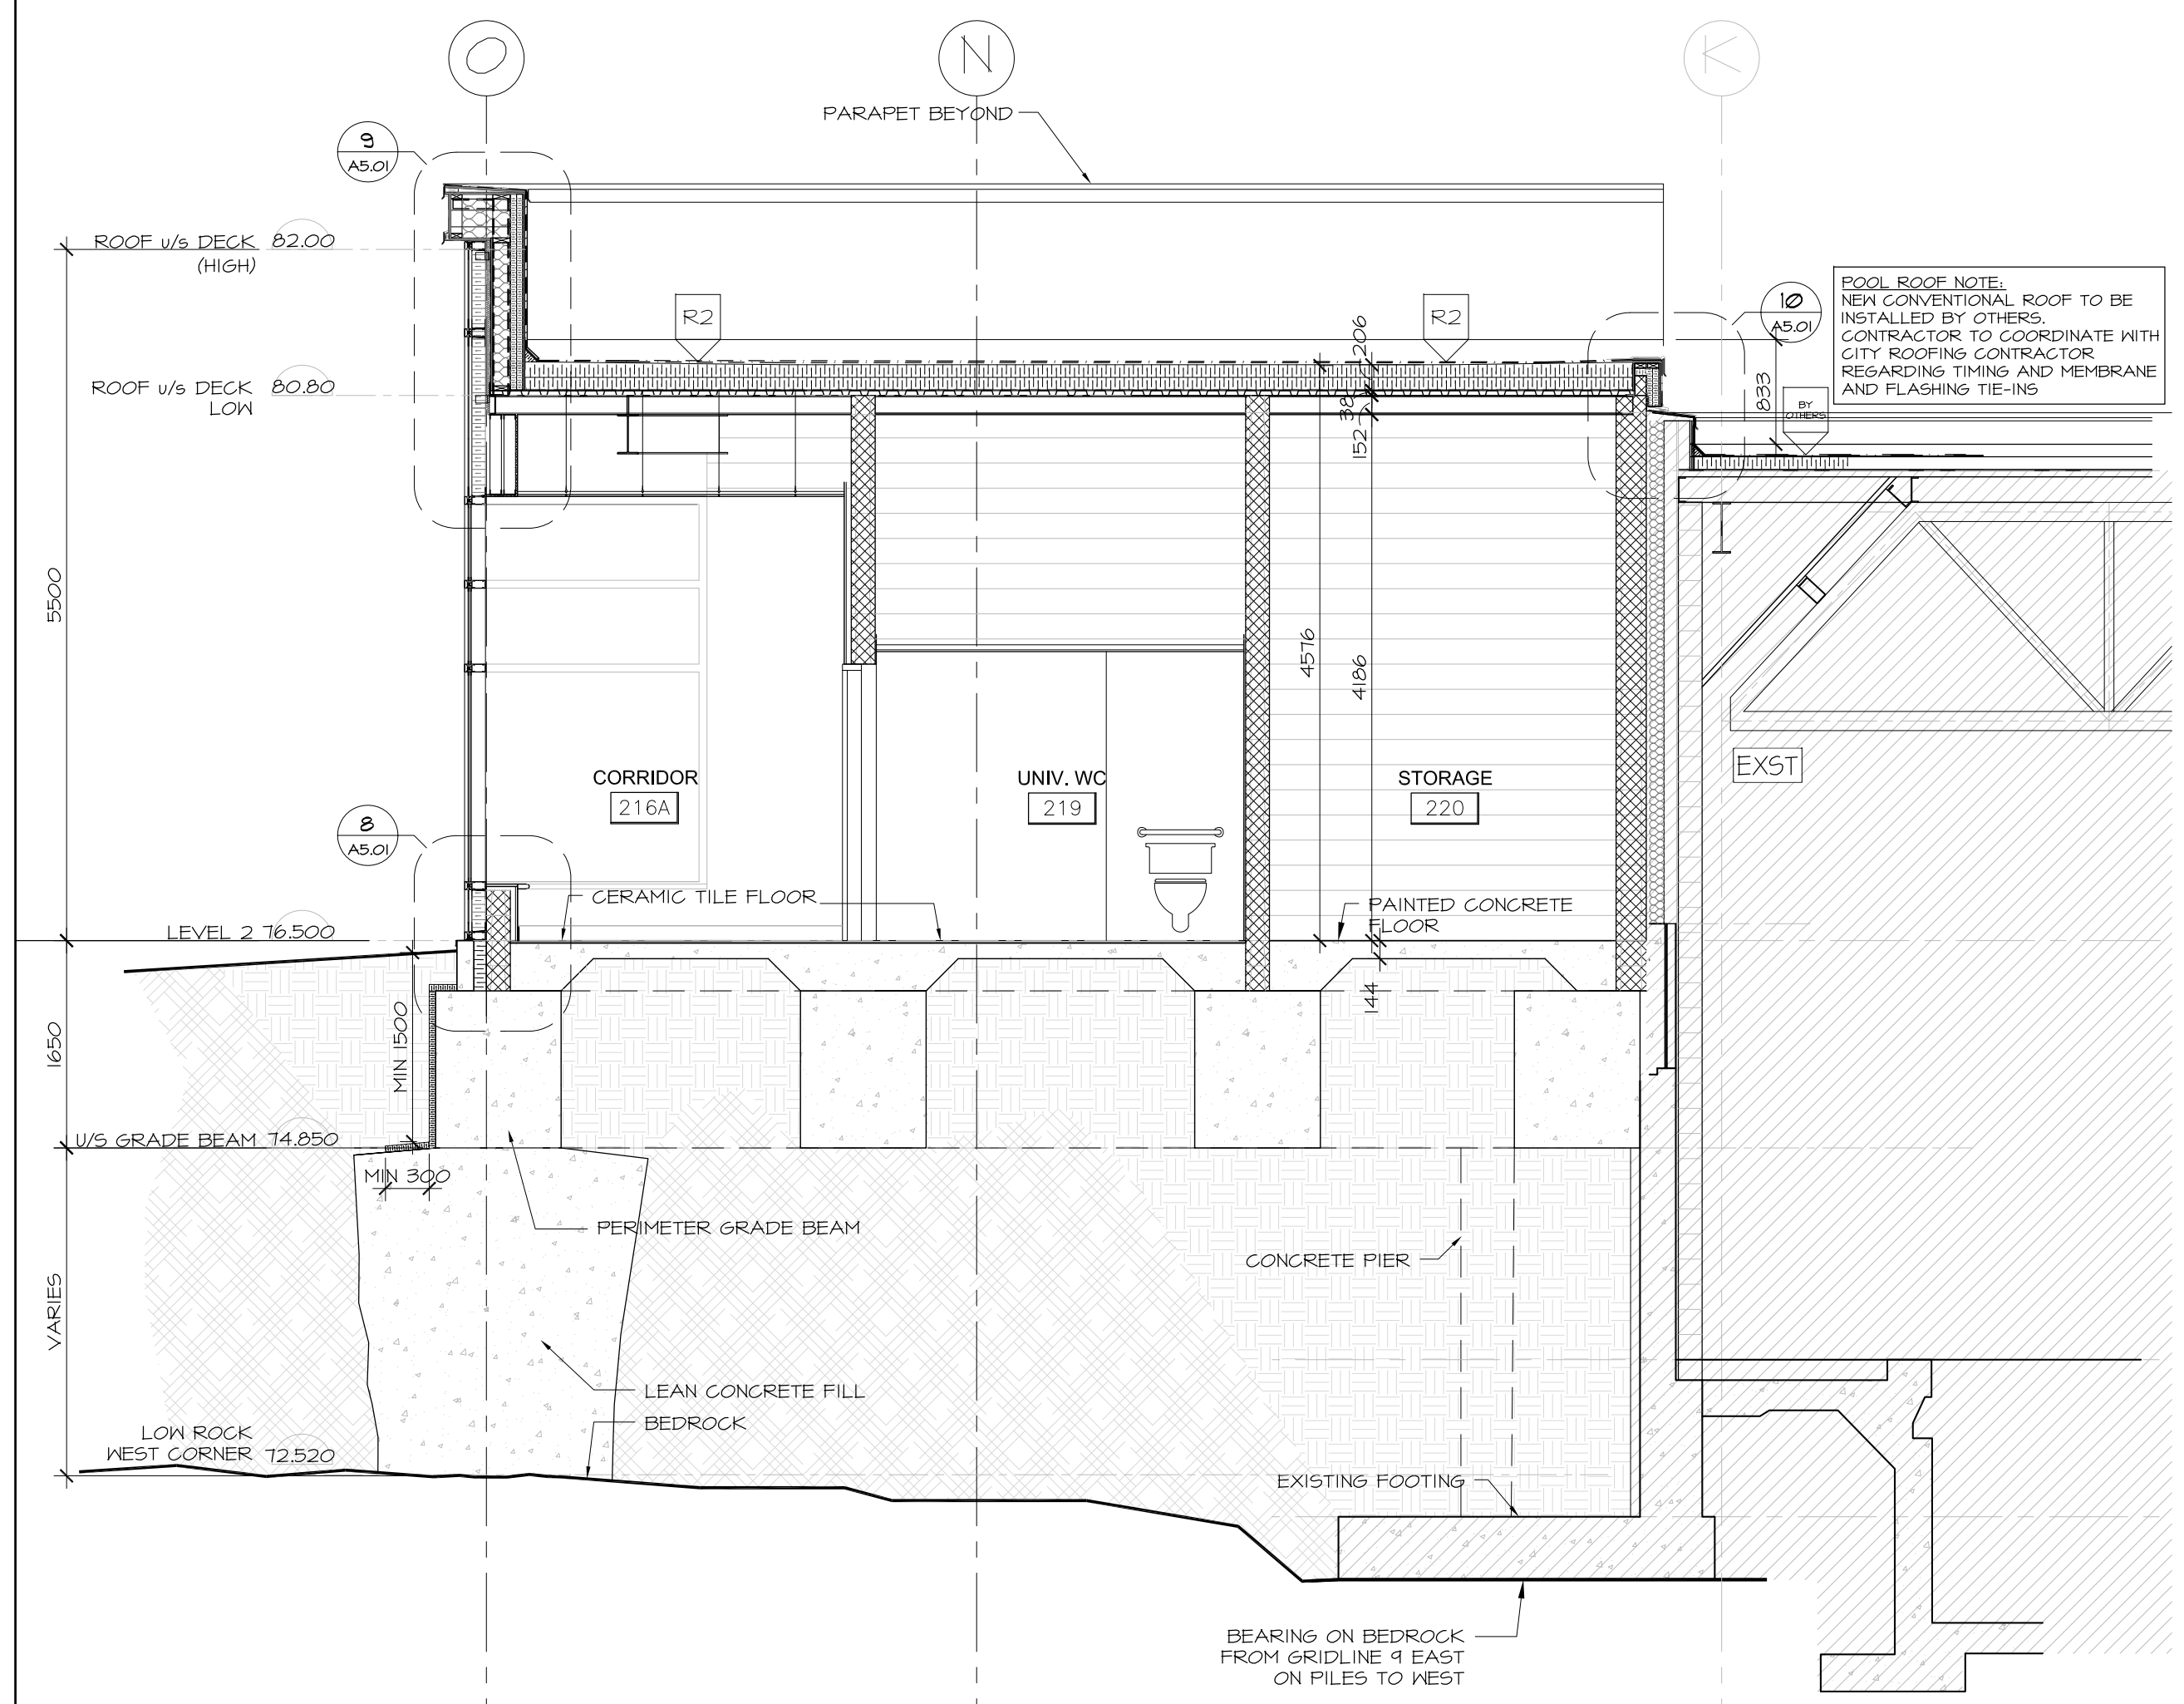 O
N
K
PARAPET BEYOND
9
A5.01
ROOF u/s DECK 82.00
(HIGH)
R2
R2
206
38
152
10
A5.01
833
POOL ROOF NOTE:
NEW CONVENTIONAL ROOF TO BE
INSTALLED BY OTHERS.
CONTRACTOR TO COORDINATE WITH
CITY ROOFING CONTRACTOR
REGARDING TIMING AND MEMBRANE
AND FLASHING TIE-INS
BY
OTHERS
ROOF u/s DECK 80.80
LOW
5500
4576
4186
EXST
CORRIDOR
216A
UNIV. WC
219
STORAGE
220
8
A5.01
CERAMIC TILE FLOOR
PAINTED CONCRETE
FLOOR
LEVEL 2 76.500
144
1650
MIN 1500
U/S GRADE BEAM 74.850
MIN 300
PERIMETER GRADE BEAM
CONCRETE PIER
VARIES
LEAN CONCRETE FILL
BEDROCK
LOW ROCK
WEST CORNER 72.520
EXISTING FOOTING
BEARING ON BEDROCK
FROM GRIDLINE 9 EAST
ON PILES TO WEST